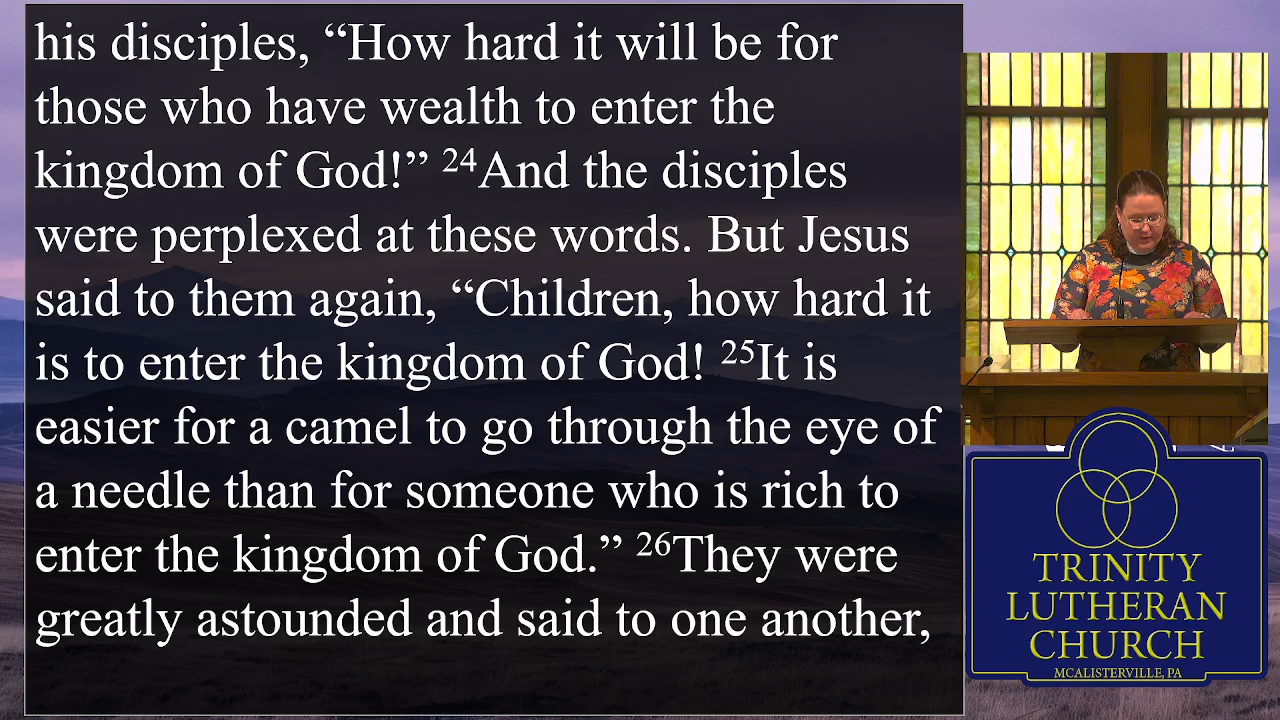 his disciples, “How hard it will be for
those who have wealth to enter the
kingdom of God!” 24And the disciples
were perplexed at these words. But Jesus
said to them again, “Children, how hard it
is to enter the kingdom of God! 25It is
easier for a camel to go through the eye of
a needle than for someone who is rich to
enter the kingdom of God.” 26They were
greatly astounded and said to one another,
TRINITY
LUTHERAN
CHURCH
MCALISTERVILLE, PA